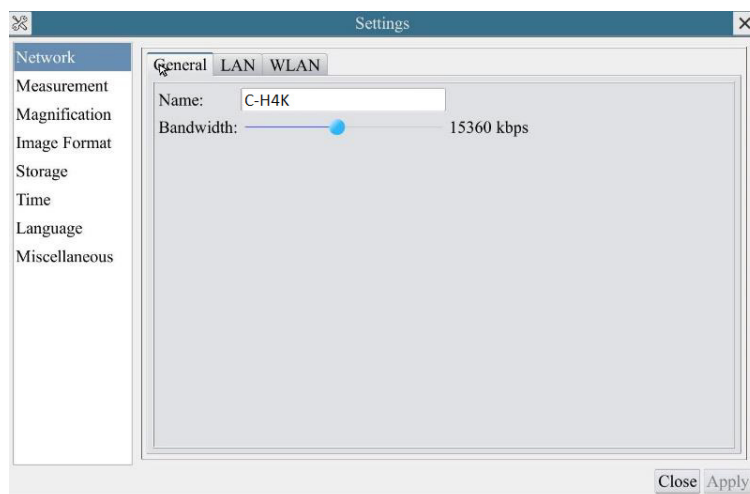 Settings
Network
Measurement
Magnification
Image Format
Storage
Time
Language
Miscellaneous
General LAN WLAN
Name: C-H4K
Bandwidth: 15360 kbps
Close Apply